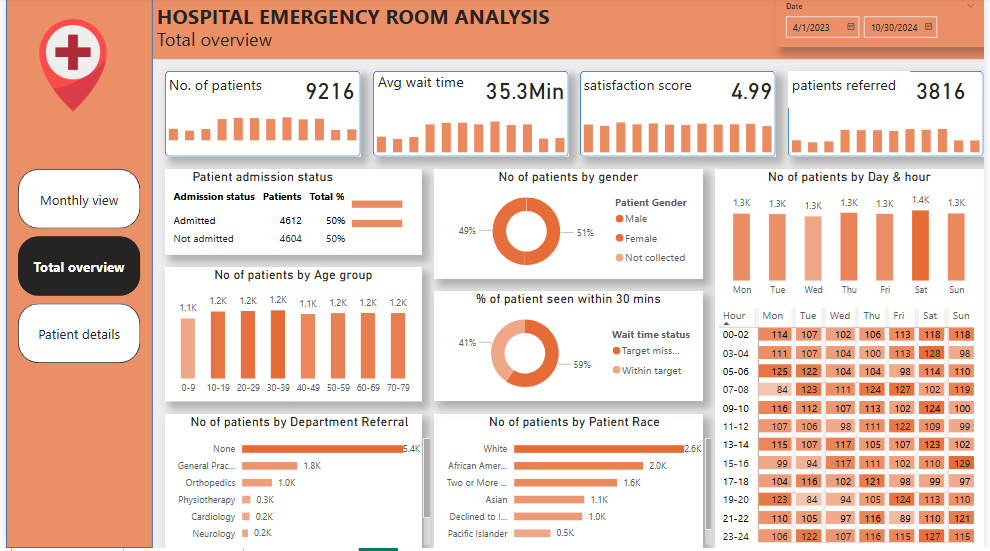 HOSPITAL EMERGENCY ROOM ANALYSIS
Total overview
Date
4/1/2023 10/30/2024
Monthly view
Total overview
Patient details
No. of patients
9216
Avg wait time
35.3Min
satisfaction score
4.99
patients referred
3816
Patient admission status
Admission status Patients Total %
Admitted 4612 50%
Not admitted 4604 50%
No of patients by Age group
1.1K 1.2K 1.2K 1.2K 1.1K 1.2K 1.2K 1.2K
0-9 10-19 20-29 30-39 40-49 50-59 60-69 70-79
No of patients by Department Referral
None 5.4K
General Prac... 1.8K
Orthopedics 1.0K
Physiotherapy 0.3K
Cardiology 0.2K
Neurology 0.2K
No of patients by gender
49% 51%
Patient Gender
Male
Female
Not collected
% of patient seen within 30 mins
41% 59%
Wait time status
Target miss...
Within target
No of patients by Patient Race
White 2.6K
African Amer... 2.0K
Two or More ... 1.6K
Asian 1.1K
Declined to I... 1.0K
Pacific Islander 0.5K
No of patients by Day & hour
1.3K 1.3K 1.3K 1.3K 1.3K 1.4K 1.3K
Mon Tue Wed Thu Fri Sat Sun
Hour Mon Tue Wed Thu Fri Sat Sun
00-02 114 107 102 106 113 118 118
03-04 111 107 104 100 113 128 98
05-06 125 122 104 104 98 114 110
07-08 84 123 111 124 127 102 119
09-10 116 112 107 113 102 124 100
11-12 107 106 98 111 122 109 99
13-14 115 107 117 105 107 123 102
15-16 99 94 117 111 102 110 129
17-18 104 116 102 121 98 99 97
19-20 123 84 94 105 124 113 110
21-22 110 105 97 116 89 110 121
23-24 106 122 107 116 115 127 115